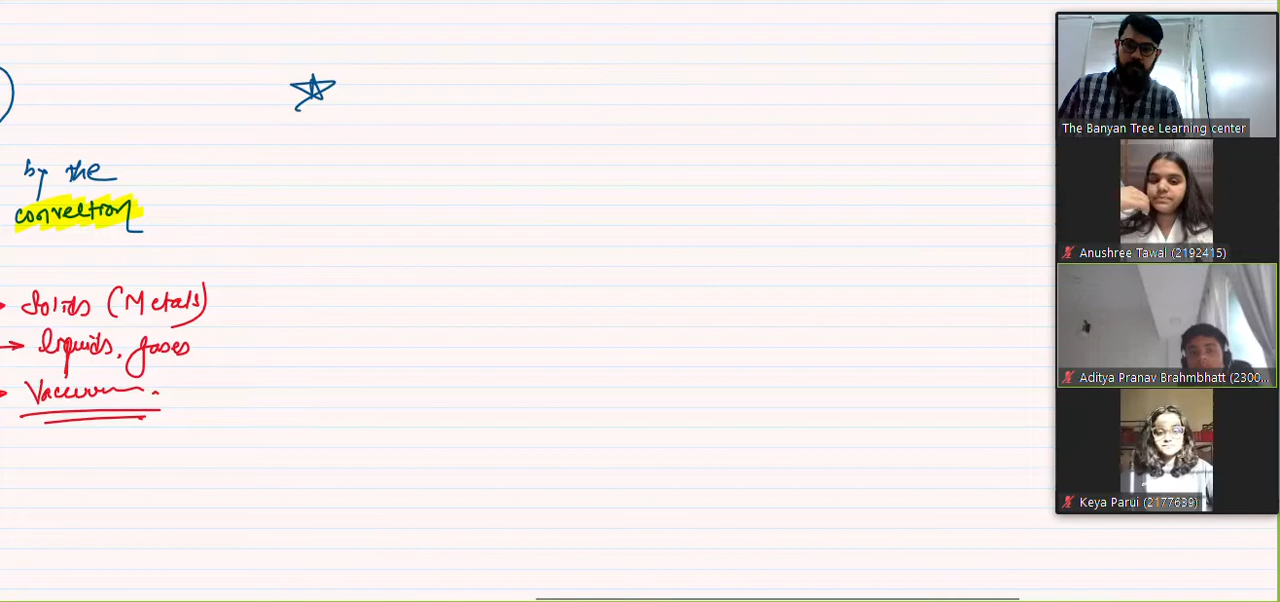 by the
convection
Solids (Metals)
→ liquids, gases
Vacuum.
The Banyan Tree Learning center
Anushree Tawal (2192415)
Aditya Pranav Brahmbhatt (2300...
Keya Parui (2177639)